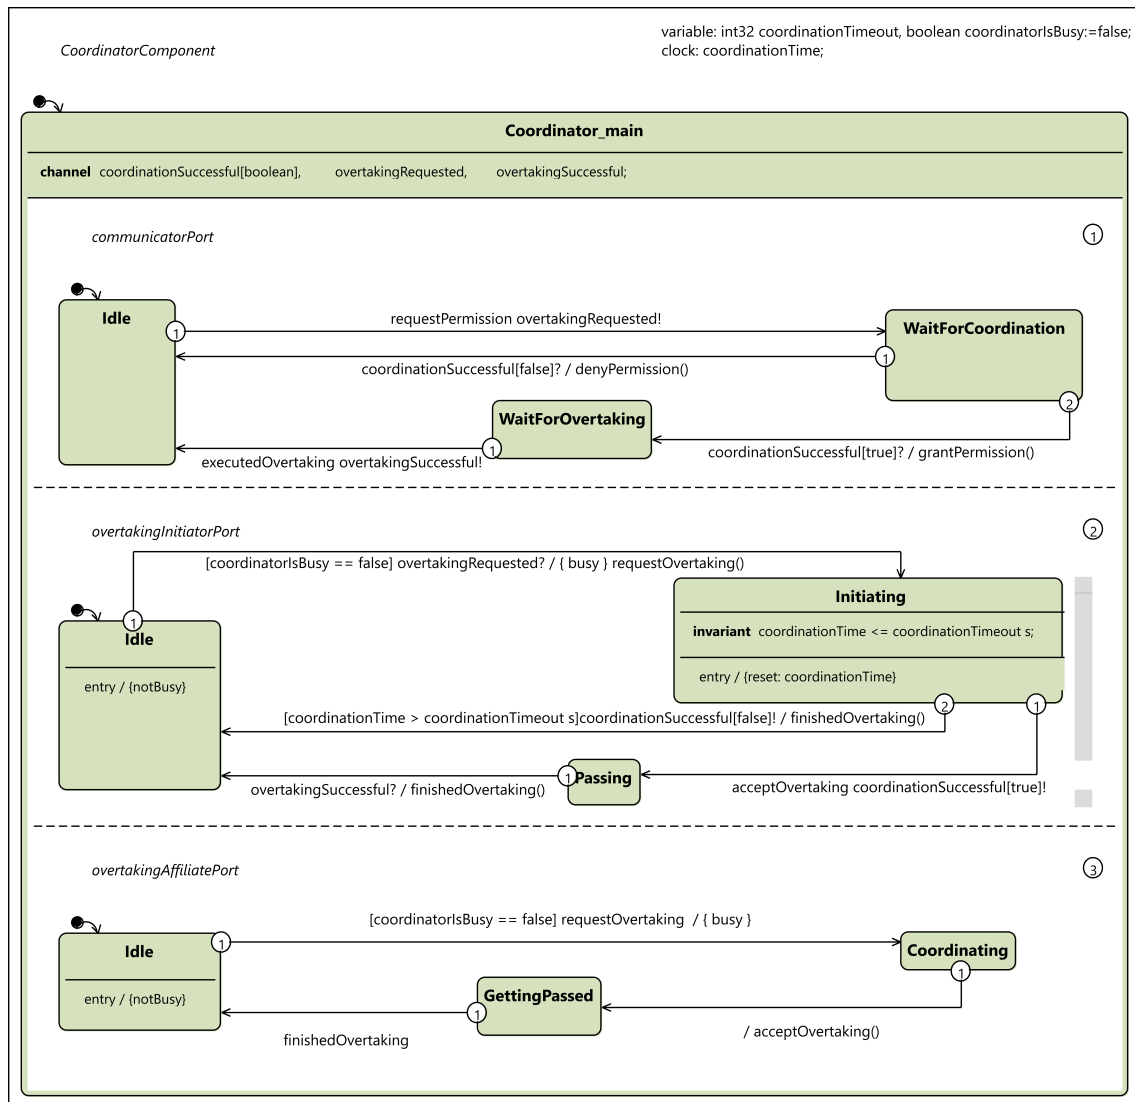 variable: int32 coordinationTimeout, boolean coordinatorIsBusy:=false;
CoordinatorComponent
clock: coordinationTime;
Coordinator_main
channel coordinationSuccessful[boolean], overtakingRequested, overtakingSuccessful;
communicatorPort
1
Idle
1
requestPermission overtakingRequested!
WaitForCoordination
1
coordinationSuccessful[false]? / denyPermission()
2
WaitForOvertaking
1
executedOvertaking overtakingSuccessful!
coordinationSuccessful[true]? / grantPermission()
overtakingInitiatorPort
2
[coordinatorIsBusy == false] overtakingRequested? / { busy } requestOvertaking()
Initiating
1
Idle
invariant coordinationTime <= coordinationTimeout s;
entry / {notBusy}
entry / {reset: coordinationTime}
2
1
[coordinationTime > coordinationTimeout s]coordinationSuccessful[false]! / finishedOvertaking()
1
Passing
overtakingSuccessful? / finishedOvertaking()
acceptOvertaking coordinationSuccessful[true]!
overtakingAffiliatePort
3
[coordinatorIsBusy == false] requestOvertaking / { busy }
Idle
1
Coordinating
1
entry / {notBusy}
GettingPassed
1
/ acceptOvertaking()
finishedOvertaking